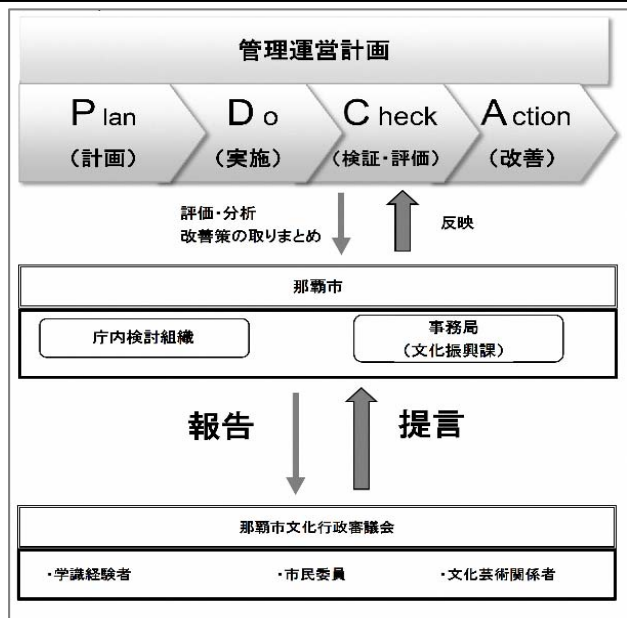 管理運営計画
Plan Do Check Action
(計画) (実施) (検証・評価) (改善)
評価・分析
改善策の取りまとめ
反映
那覇市
庁内検討組織
事務局
(文化振興課)
報告 提言
那覇市文化行政審議会
・学識経験者 ・市民委員 ・文化芸術関係者